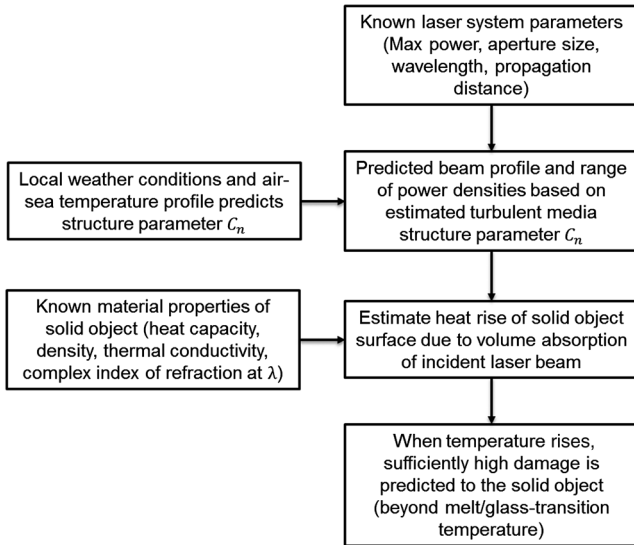 Known laser system parameters
(Max power, aperture size,
wavelength, propagation
distance)
Local weather conditions and air-
sea temperature profile predicts
structure parameter Cₙ
Predicted beam profile and range
of power densities based on
estimated turbulent media
structure parameter Cₙ
Known material properties of
solid object (heat capacity,
density, thermal conductivity,
complex index of refraction at λ)
Estimate heat rise of solid object
surface due to volume absorption
of incident laser beam
When temperature rises,
sufficiently high damage is
predicted to the solid object
(beyond melt/glass-transition
temperature)